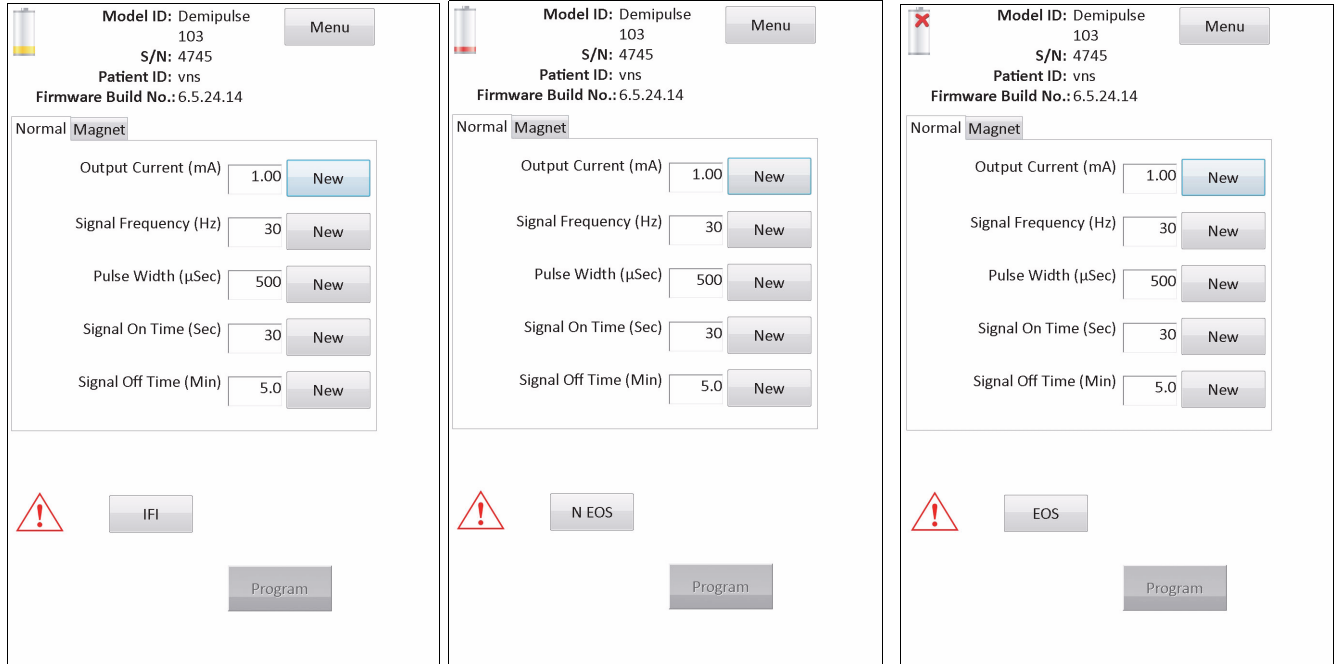 Model ID: Demipulse
103
Menu
S/N: 4745
Patient ID: vns
Firmware Build No.: 6.5.24.14
Normal Magnet
Output Current (mA) 1.00 New
Signal Frequency (Hz) 30 New
Pulse Width (µSec) 500 New
Signal On Time (Sec) 30 New
Signal Off Time (Min) 5.0 New
! IFI
Program
Model ID: Demipulse
103
Menu
S/N: 4745
Patient ID: vns
Firmware Build No.: 6.5.24.14
Normal Magnet
Output Current (mA) 1.00 New
Signal Frequency (Hz) 30 New
Pulse Width (µSec) 500 New
Signal On Time (Sec) 30 New
Signal Off Time (Min) 5.0 New
! N EOS
Program
Model ID: Demipulse
103
Menu
S/N: 4745
Patient ID: vns
Firmware Build No.: 6.5.24.14
Normal Magnet
Output Current (mA) 1.00 New
Signal Frequency (Hz) 30 New
Pulse Width (µSec) 500 New
Signal On Time (Sec) 30 New
Signal Off Time (Min) 5.0 New
! EOS
Program